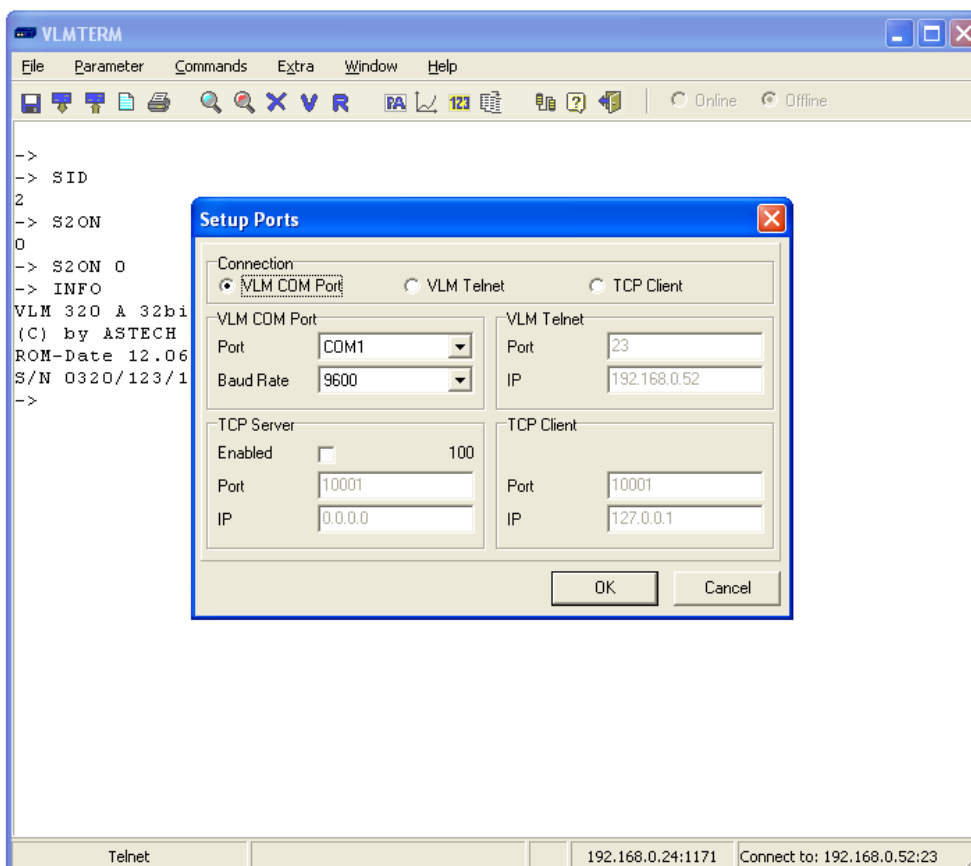 VLMTERM
File Parameter Commands Extra Window Help
PA 123 ? Online Offline
->
-> SID
2
-> S2ON
0
-> S2ON 0
-> INFO
VLM 320 A 32bi
(C) by ASTECH
ROM-Date 12.06
S/N 0320/123/1
->
Setup Ports
Connection
VLM COM Port VLM Telnet TCP Client
VLM COM Port
Port COM1
Baud Rate 9600
VLM Telnet
Port 23
IP 192.168.0.52
TCP Server
Enabled 100
Port 10001
IP 0.0.0.0
TCP Client
Port 10001
IP 127.0.0.1
OK Cancel
Telnet 192.168.0.24:1171 Connect to: 192.168.0.52:23